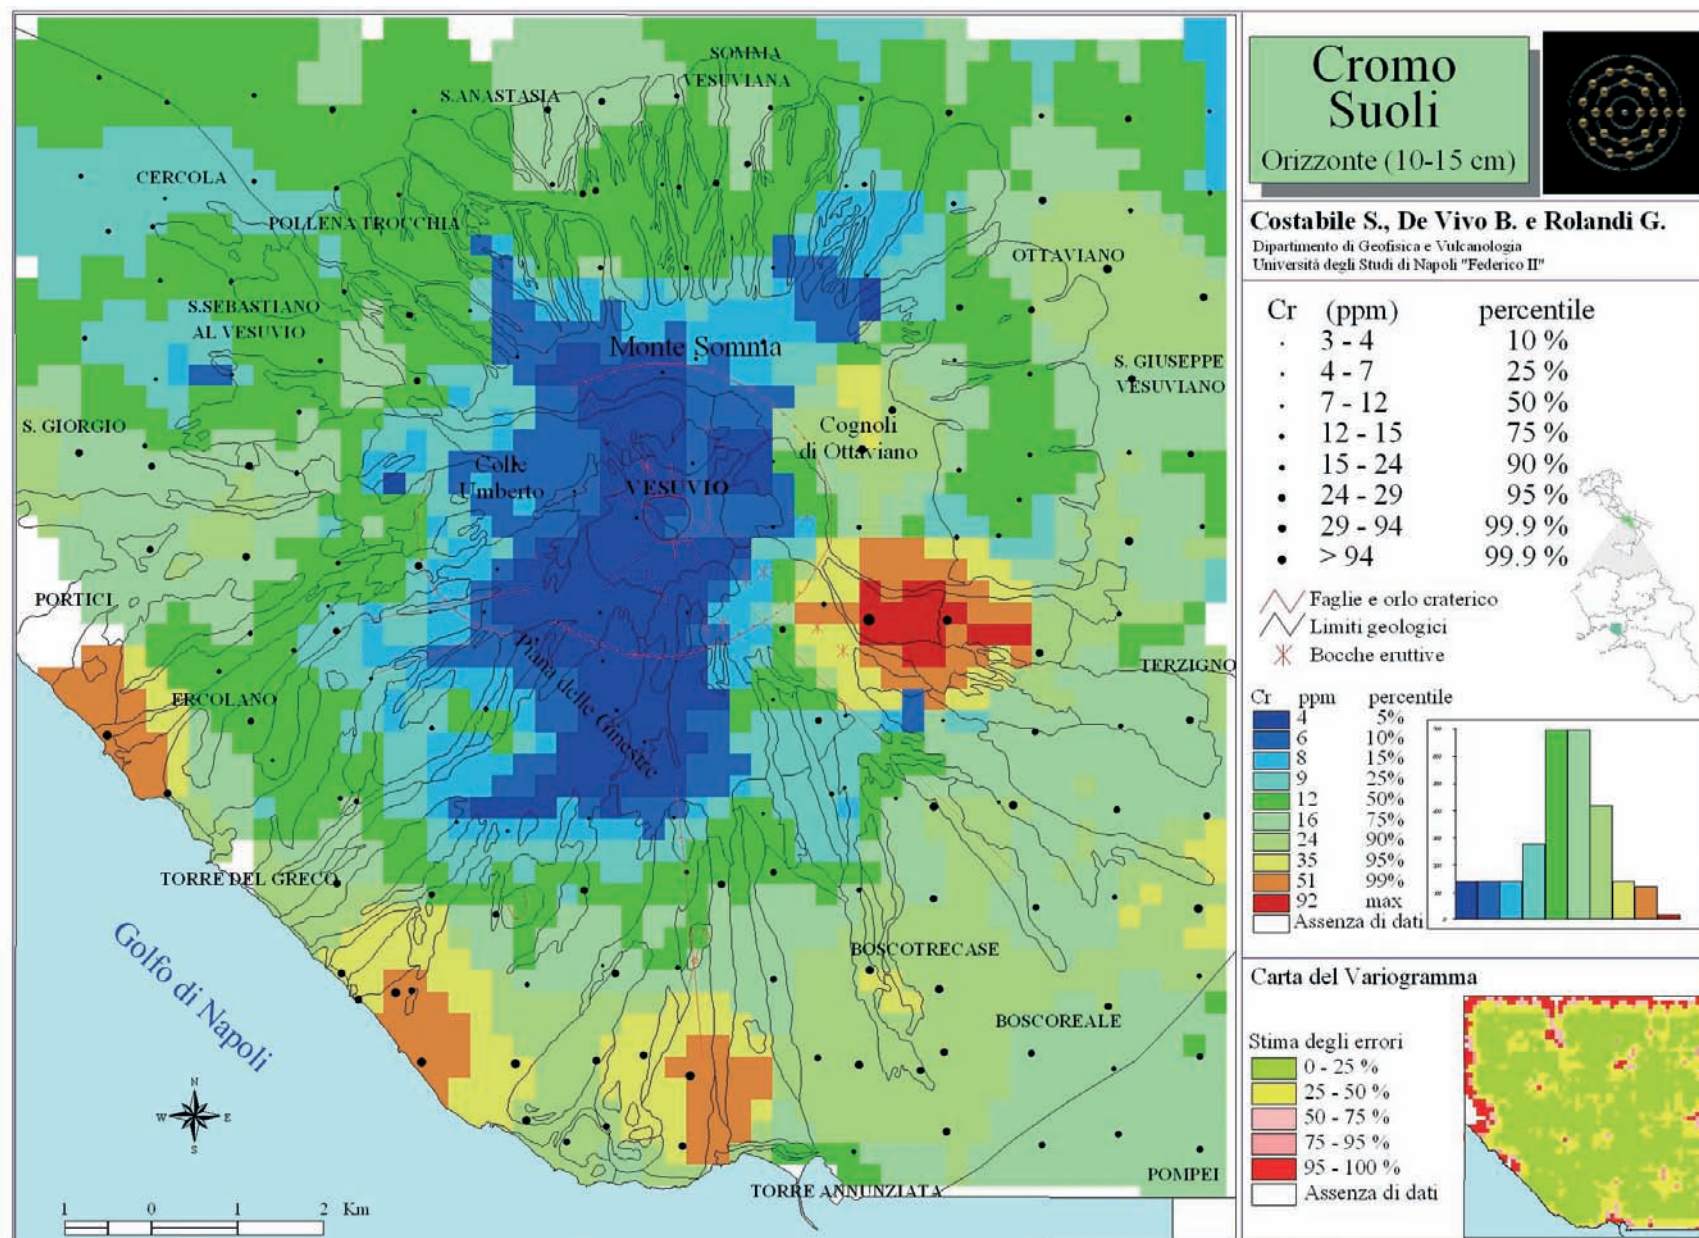 Cromo
Suoli
Orizzonte (10-15 cm)
Costabile S., De Vivo B. e Rolandi G.
Dipartimento di Geofisica e Vulcanologia
Università degli Studi di Napoli "Federico II"
Cr (ppm) percentile
3 - 4 10 %
4 - 7 25 %
7 - 12 50 %
12 - 15 75 %
15 - 24 90 %
24 - 29 95 %
29 - 94 99.9 %
> 94 99.9 %
Faglie e orlo craterico
Limiti geologici
Bocche eruttive
Cr ppm percentile
4 5%
6 10%
8 15%
9 25%
12 50%
16 75%
24 90%
35 95%
51 99%
92 max
Assenza di dati
Carta del Variogramma
Stima degli errori
0 - 25 %
25 - 50 %
50 - 75 %
75 - 95 %
95 - 100 %
Assenza di dati
SOMMA
VESUVIANA
S.ANASTASIA
CERCOLA
POLLENA TROCCHIA
OTTAVIANO
S.SEBASTIANO
AL VESUVIO
Monte Somma
S. GIUSEPPE
VESUVIANO
S. GIORGIO
Cognoli
di Ottaviano
Colle
Umberto
VESUVIO
PORTICI
Piana delle Ginestre
TERZIGNO
ERCOLANO
TORRE DEL GRECO
Golfo di Napoli
BOSCOTRECASE
BOSCOREALE
N
W E
S
POMPEI
TORRE ANNUNZIATA
1 0 1 2 Km